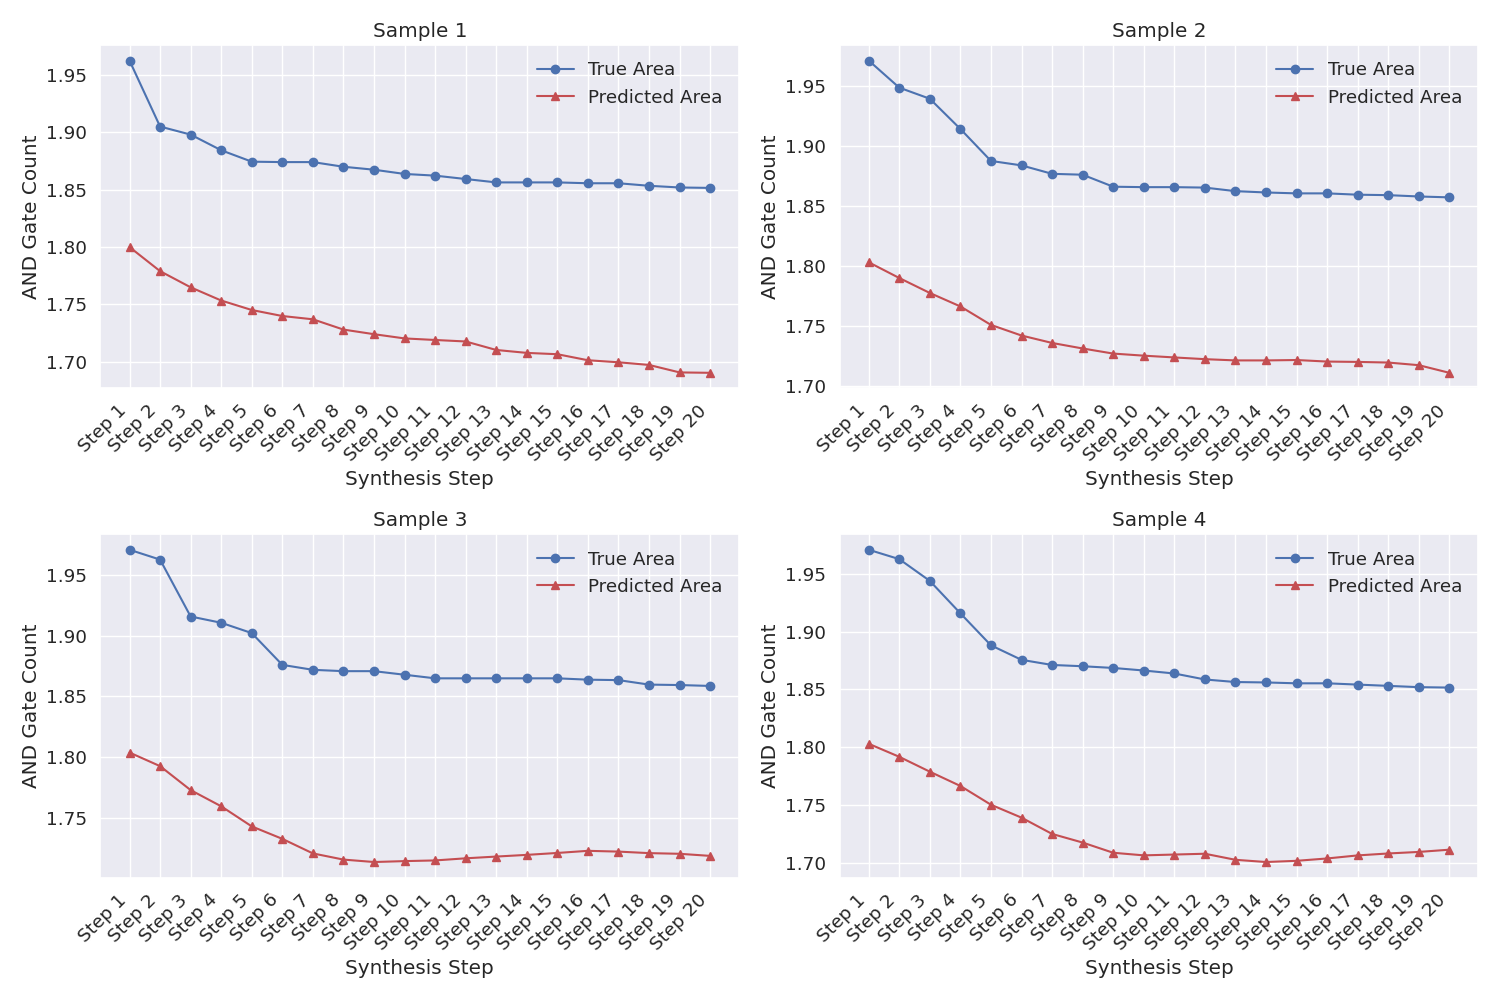 Sample 1
True Area
Predicted Area
AND Gate Count
1.95
1.90
1.85
1.80
1.75
1.70
Step 1
Step 2
Step 3
Step 4
Step 5
Step 6
Step 7
Step 8
Step 9
Step 10
Step 11
Step 12
Step 13
Step 14
Step 15
Step 16
Step 17
Step 18
Step 19
Step 20
Synthesis Step
Sample 2
True Area
Predicted Area
AND Gate Count
1.95
1.90
1.85
1.80
1.75
1.70
Step 1
Step 2
Step 3
Step 4
Step 5
Step 6
Step 7
Step 8
Step 9
Step 10
Step 11
Step 12
Step 13
Step 14
Step 15
Step 16
Step 17
Step 18
Step 19
Step 20
Synthesis Step
Sample 3
True Area
Predicted Area
AND Gate Count
1.95
1.90
1.85
1.80
1.75
Step 1
Step 2
Step 3
Step 4
Step 5
Step 6
Step 7
Step 8
Step 9
Step 10
Step 11
Step 12
Step 13
Step 14
Step 15
Step 16
Step 17
Step 18
Step 19
Step 20
Synthesis Step
Sample 4
True Area
Predicted Area
AND Gate Count
1.95
1.90
1.85
1.80
1.75
1.70
Step 1
Step 2
Step 3
Step 4
Step 5
Step 6
Step 7
Step 8
Step 9
Step 10
Step 11
Step 12
Step 13
Step 14
Step 15
Step 16
Step 17
Step 18
Step 19
Step 20
Synthesis Step